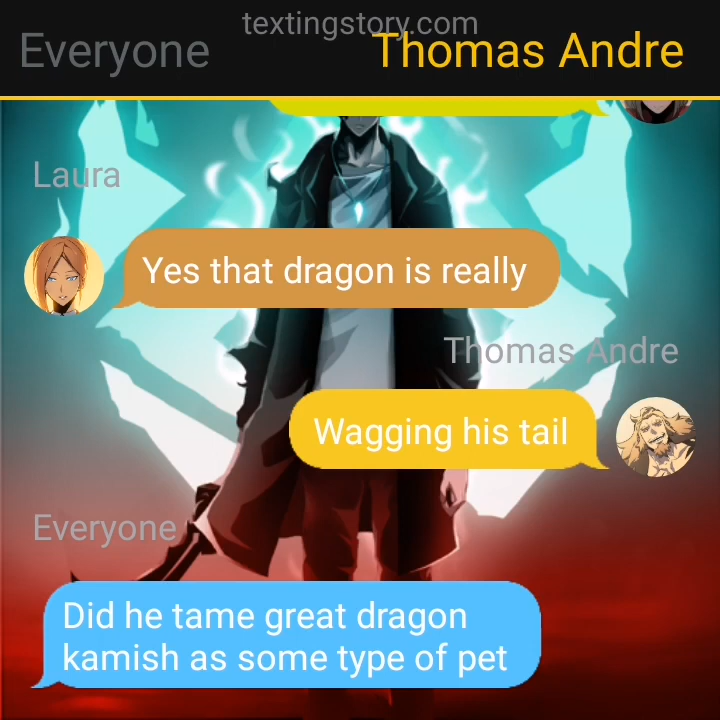 textingstory.com
Everyone Thomas Andre
Laura
Yes that dragon is really
Thomas Andre
Wagging his tail
Everyone
Did he tame great dragon
kamish as some type of pet